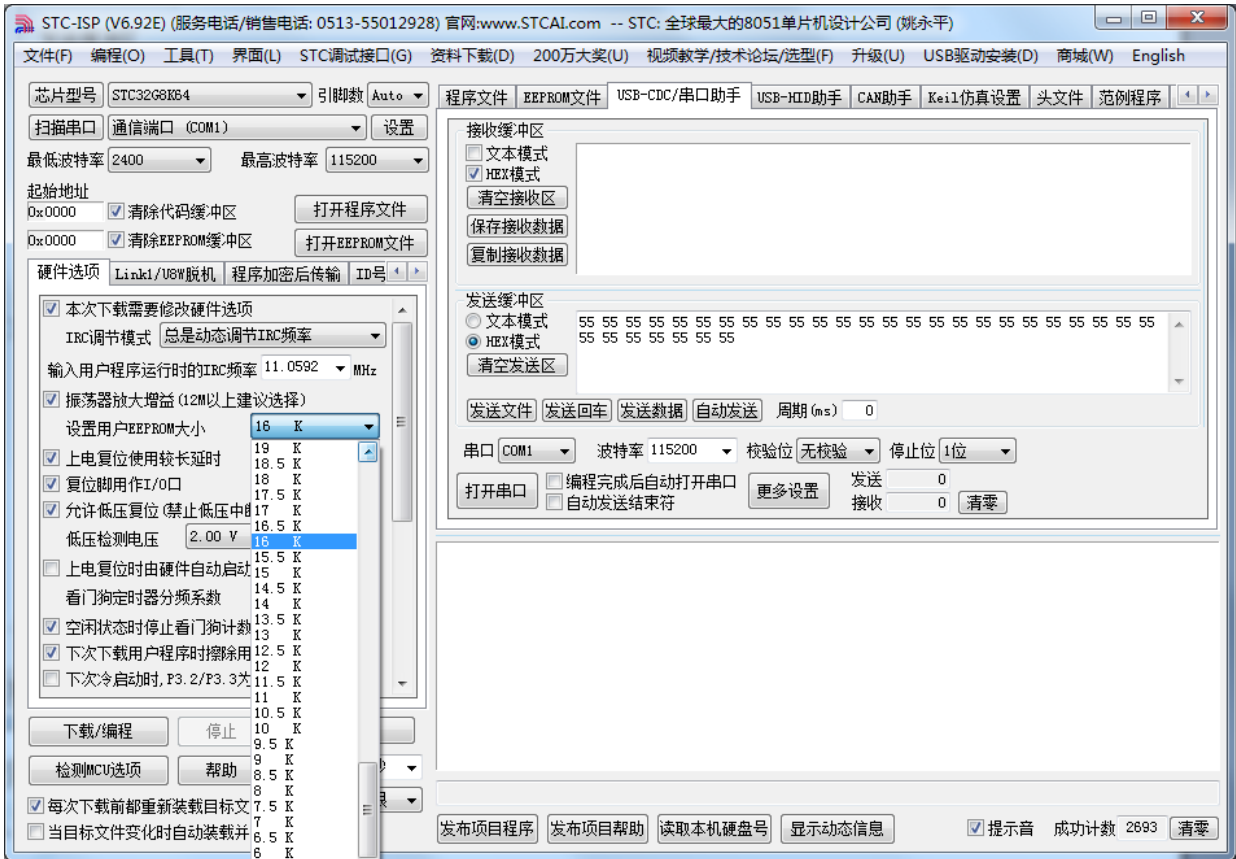 STC-ISP (V6.92E) (服务电话/销售电话: 0513-55012928) 官网:www.STCAI.com -- STC: 全球最大的8051单片机设计公司 (姚永平)
文件(F) 编程(O) 工具(T) 界面(L) STC调试接口(G) 资料下载(D) 200万大奖(U) 视频教学/技术论坛/选型(F) 升级(U) USB驱动安装(D) 商城(W) English
芯片型号 STC32G8K64 引脚数 Auto
扫描串口 通信端口 (COM1) 设置
最低波特率 2400 最高波特率 115200
起始地址
0x0000 清除代码缓冲区 打开程序文件
0x0000 清除EEPROM缓冲区 打开EEPROM文件
硬件选项 Link1/U8W脱机 程序加密后传输 ID号
本次下载需要修改硬件选项
IRC调节模式 总是动态调节IRC频率
输入用户程序运行时的IRC频率 11.0592 MHz
振荡器放大增益(12M以上建议选择)
设置用户EEPROM大小 16 K
上电复位使用较长延时
复位脚用作I/O口
允许低压复位(禁止低压中
低压检测电压 2.00 V
上电复位时由硬件自动启动
看门狗定时器分频系数
空闲状态时停止看门狗计数
下次下载用户程序时擦除用
下次冷启动时,P3.2/P3.3为
19 K
18.5 K
18 K
17.5 K
17 K
16.5 K
16 K
15.5 K
15 K
14.5 K
14 K
13.5 K
13 K
12.5 K
12 K
11.5 K
11 K
10.5 K
10 K
9.5 K
9 K
8.5 K
8 K
7.5 K
7 K
6.5 K
6 K
下载/编程 停止
检测MCU选项 帮助
每次下载前都重新装载目标文
当目标文件变化时自动装载并
程序文件 EEPROM文件 USB-CDC/串口助手 USB-HID助手 CAN助手 Keil仿真设置 头文件 范例程序
接收缓冲区
文本模式
HEX模式
清空接收区
保存接收数据
复制接收数据
发送缓冲区
文本模式
HEX模式
清空发送区
55 55 55 55 55 55 55 55 55 55 55 55 55 55 55 55 55 55 55 55 55 55 55 55 55
55 55 55 55 55 55 55
发送文件 发送回车 发送数据 自动发送 周期(ms) 0
串口 COM1 波特率 115200 校验位 无校验 停止位 1位
打开串口 编程完成后自动打开串口 更多设置 发送 0
自动发送结束符 接收 0 清零
发布项目程序 发布项目帮助 读取本机硬盘号 显示动态信息 提示音 成功计数 2693 清零